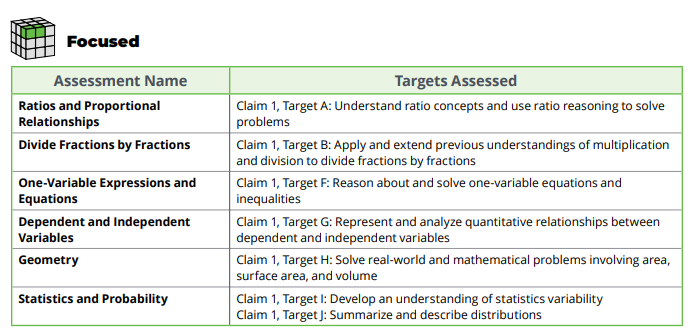 Focused
Assessment Name
Targets Assessed
Ratios and Proportional
Relationships
Claim 1, Target A: Understand ratio concepts and use ratio reasoning to solve
problems
Divide Fractions by Fractions
Claim 1, Target B: Apply and extend previous understandings of multiplication
and division to divide fractions by fractions
One-Variable Expressions and
Equations
Claim 1, Target F: Reason about and solve one-variable equations and
inequalities
Dependent and Independent
Variables
Claim 1, Target G: Represent and analyze quantitative relationships between
dependent and independent variables
Geometry
Claim 1, Target H: Solve real-world and mathematical problems involving area,
surface area, and volume
Statistics and Probability
Claim 1, Target I: Develop an understanding of statistics variability
Claim 1, Target J: Summarize and describe distributions